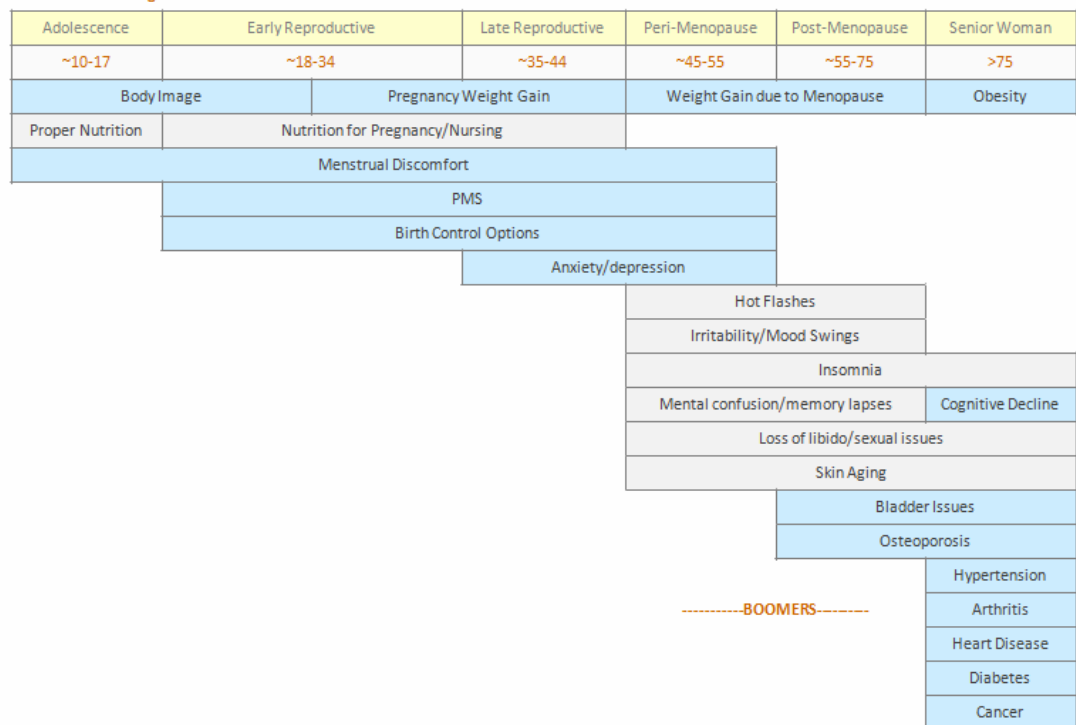 Adolescence Early Reproductive Late Reproductive Peri-Menopause Post-Menopause Senior Woman
~10-17 ~18-34 ~35-44 ~45-55 ~55-75 >75
Body Image Pregnancy Weight Gain Weight Gain due to Menopause Obesity
Proper Nutrition Nutrition for Pregnancy/Nursing
Menstrual Discomfort
PMS
Birth Control Options
Anxiety/depression
Hot Flashes
Irritability/Mood Swings
Insomnia
Mental confusion/memory lapses Cognitive Decline
Loss of libido/sexual issues
Skin Aging
Bladder Issues
Osteoporosis
Hypertension
-----------BOOMERS---------- Arthritis
Heart Disease
Diabetes
Cancer